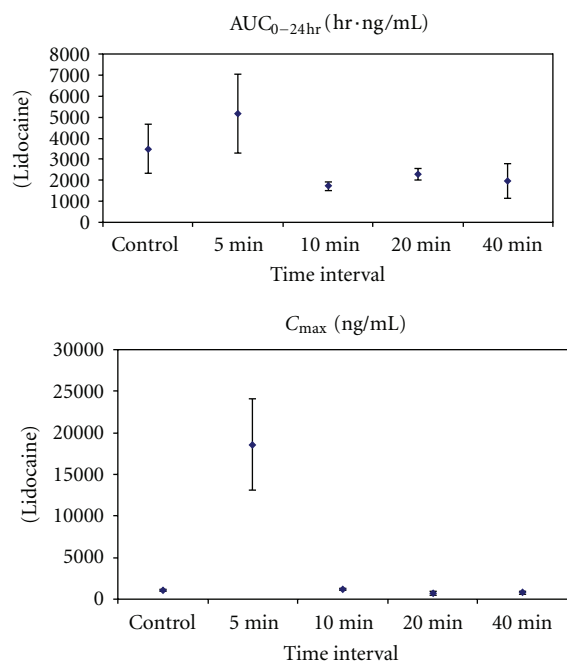 AUC₀₋₂₄hr (hr·ng/mL)
8000
7000
6000
5000
4000
3000
2000
1000
0
(Lidocaine)
Control 5 min 10 min 20 min 40 min
Time interval
Cmax (ng/mL)
30000
25000
20000
15000
10000
5000
0
(Lidocaine)
Control 5 min 10 min 20 min 40 min
Time interval